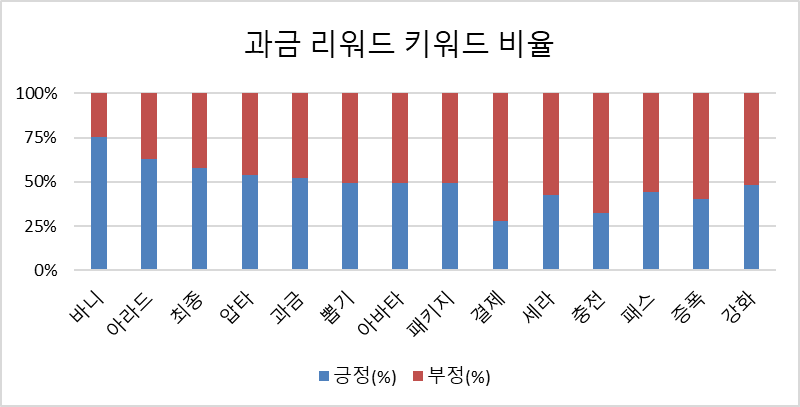 과금 리워드 키워드 비율
100%
75%
50%
25%
0%
바니
아라드
최종
압타
과금
뽑기
아바타
패키지
결제
세라
충전
패스
증폭
강화
긍정(%)
부정(%)